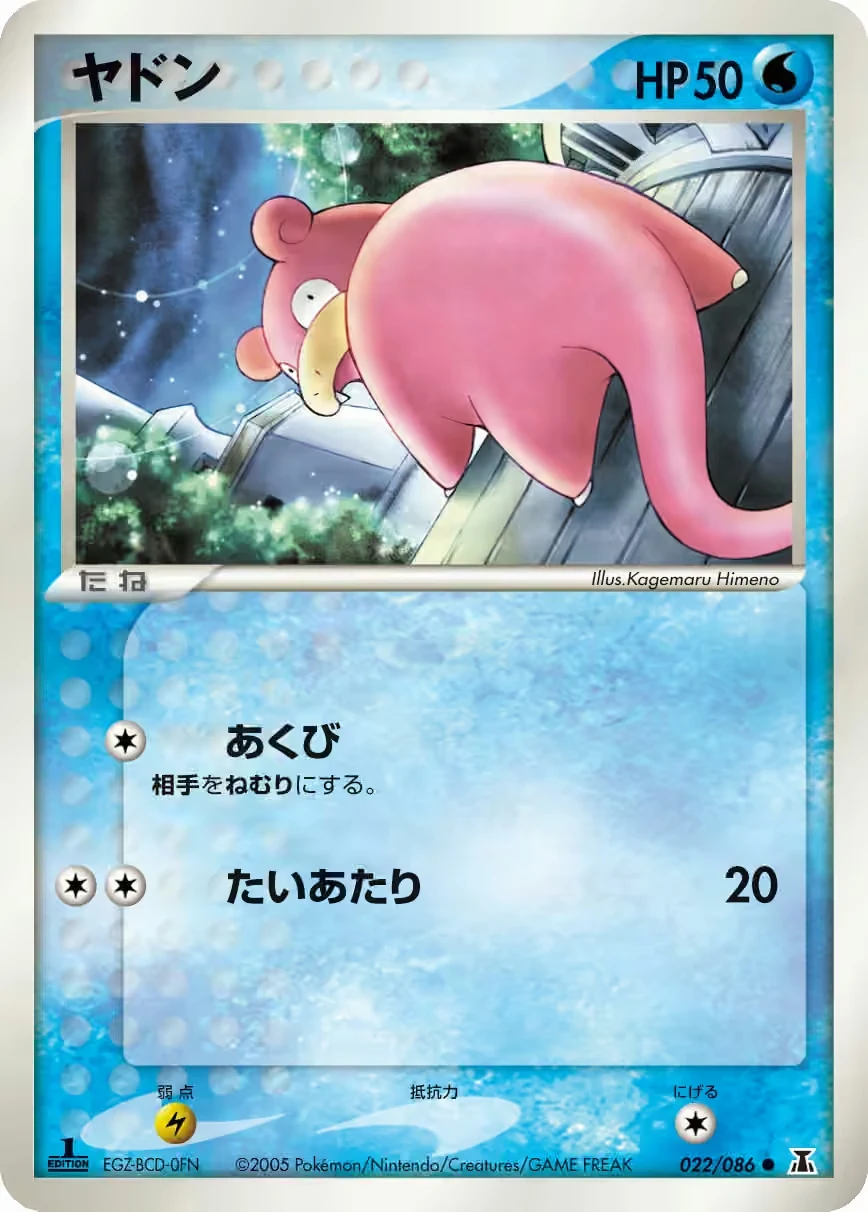 ヤドン
HP 50
たね
Illus.Kagemaru Himeno
あくび
相手をねむりにする。
たいあたり 20
弱点 抵抗力 にげる
1 EDITION EGZ-BCD-0FN ©2005 Pokémon/Nintendo/Creatures/GAME FREAK 022/086